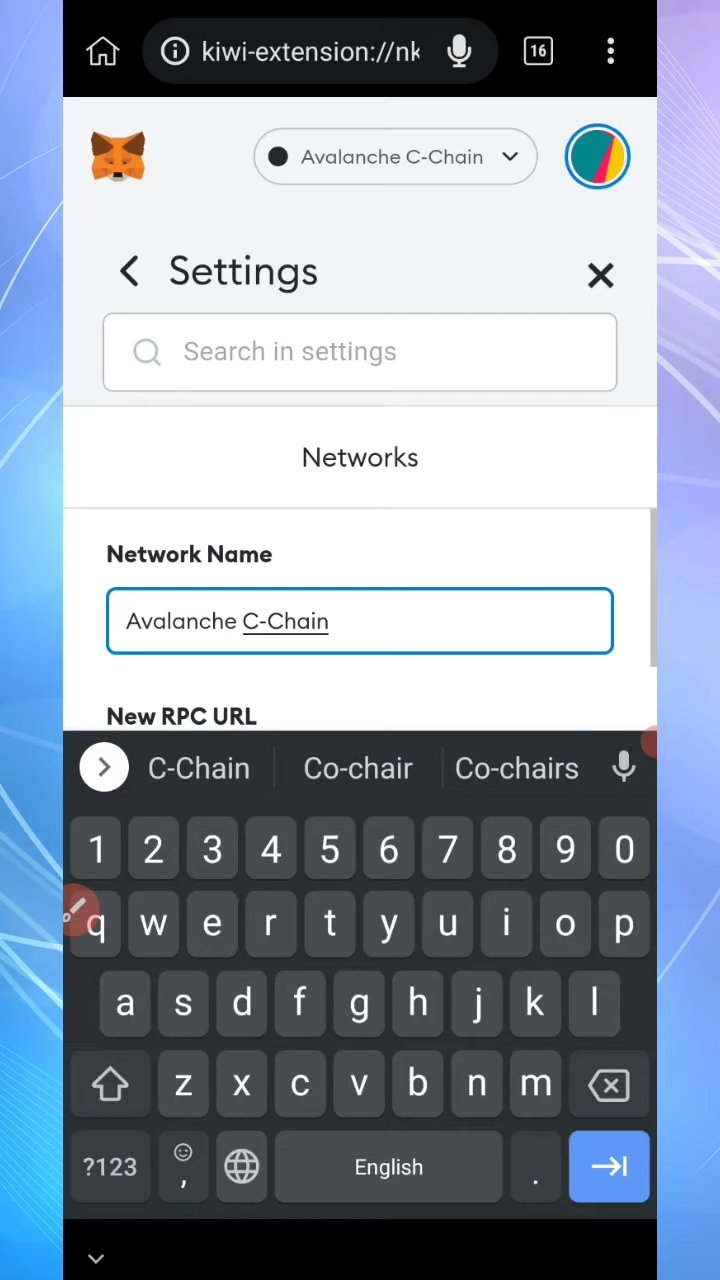 kiwi-extension://nk
16
Avalanche C-Chain
Settings
Search in settings
Networks
Network Name
Avalanche C-Chain
New RPC URL
C-Chain Co-chair Co-chairs
1 2 3 4 5 6 7 8 9 0
q w e r t y u i o p
a s d f g h j k l
z x c v b n m
?123 , English .